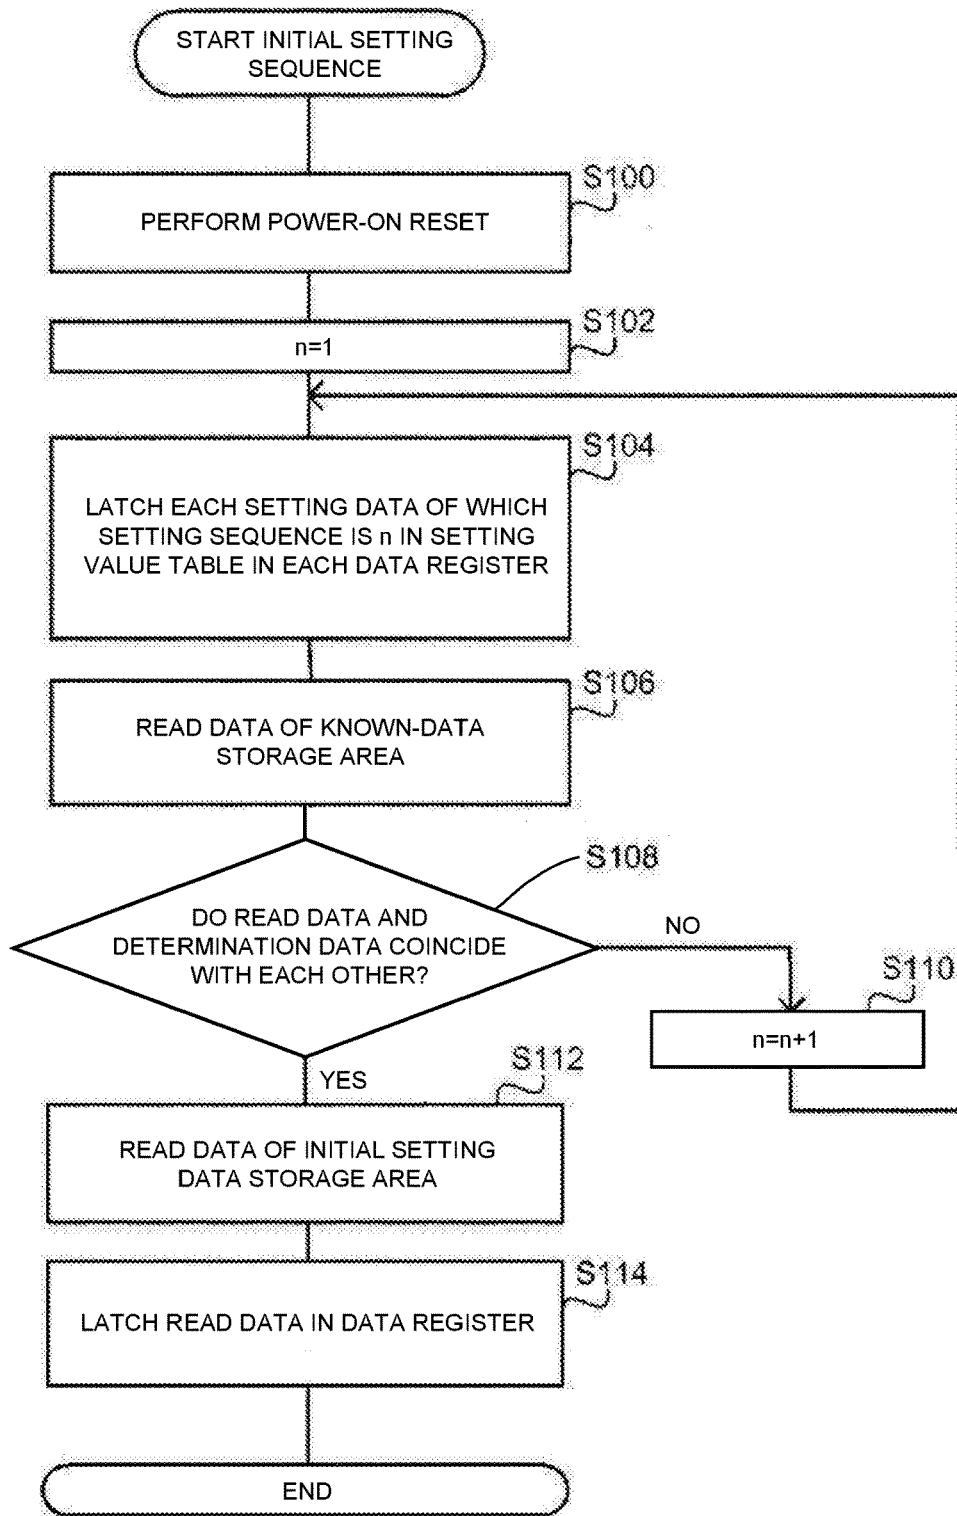 START INITIAL SETTING
SEQUENCE
S100
PERFORM POWER-ON RESET
S102
n=1
S104
LATCH EACH SETTING DATA OF WHICH
SETTING SEQUENCE IS n IN SETTING
VALUE TABLE IN EACH DATA REGISTER
S106
READ DATA OF KNOWN-DATA
STORAGE AREA
S108
DO READ DATA AND
DETERMINATION DATA COINCIDE
WITH EACH OTHER?
NO
S110
n=n+1
YES
S112
READ DATA OF INITIAL SETTING
DATA STORAGE AREA
S114
LATCH READ DATA IN DATA REGISTER
END